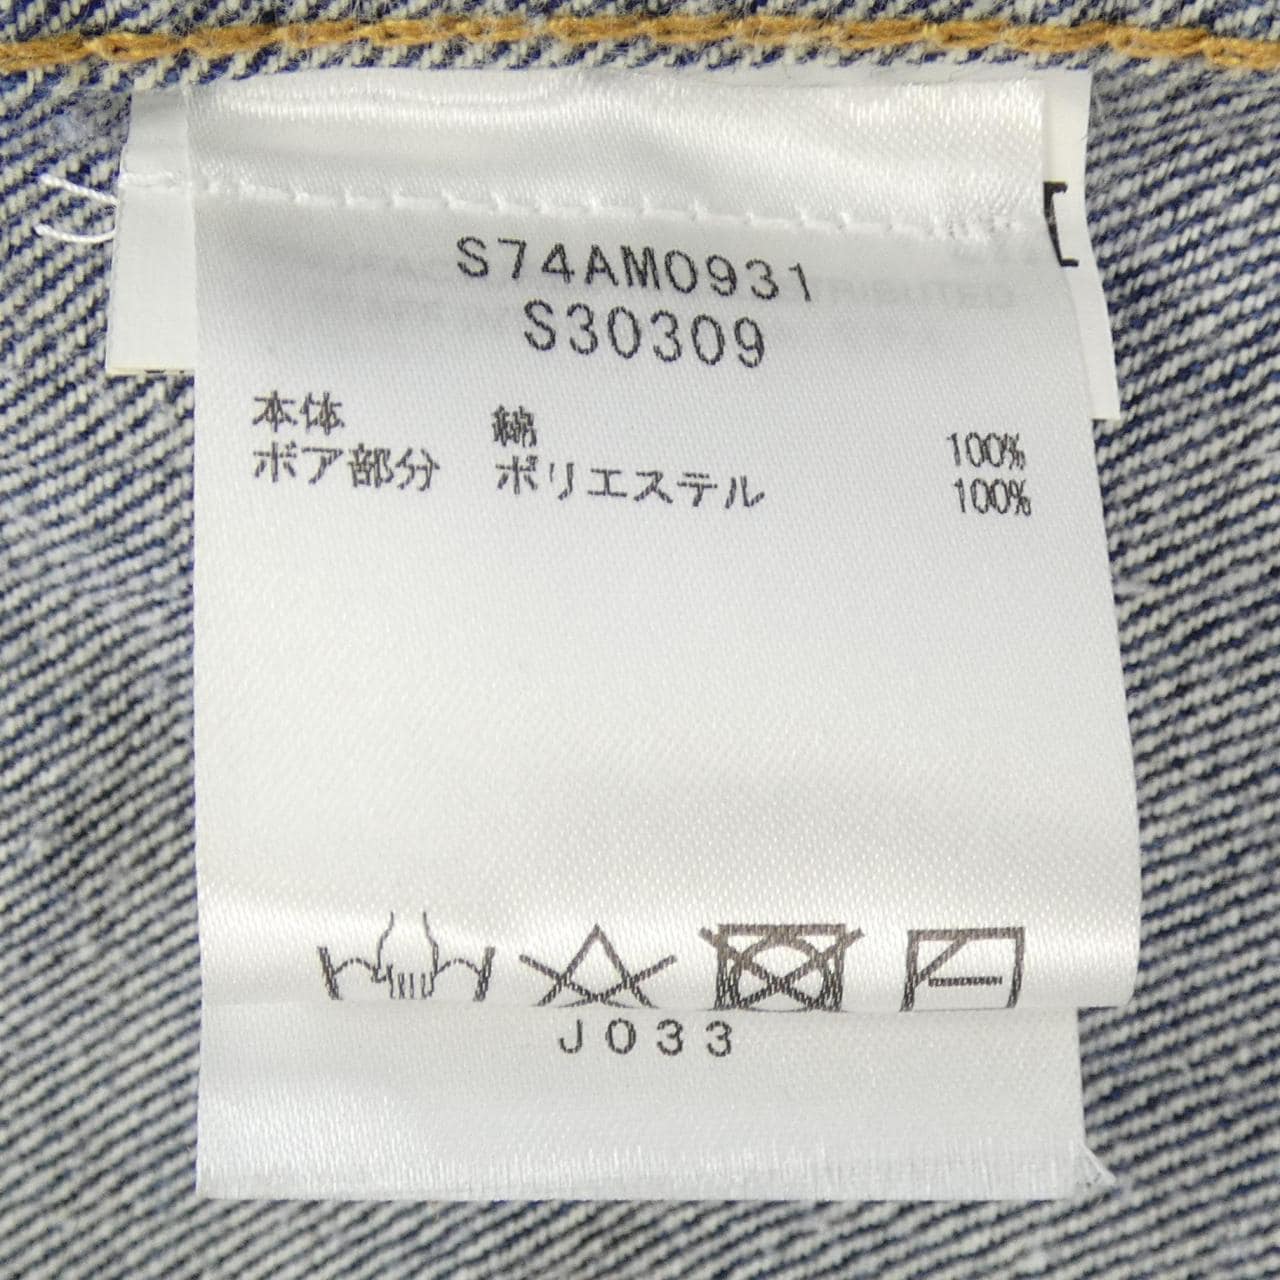 S74AM0931
S30309
本体 綿 100%
ボア部分 ポリエステル 100%
J033